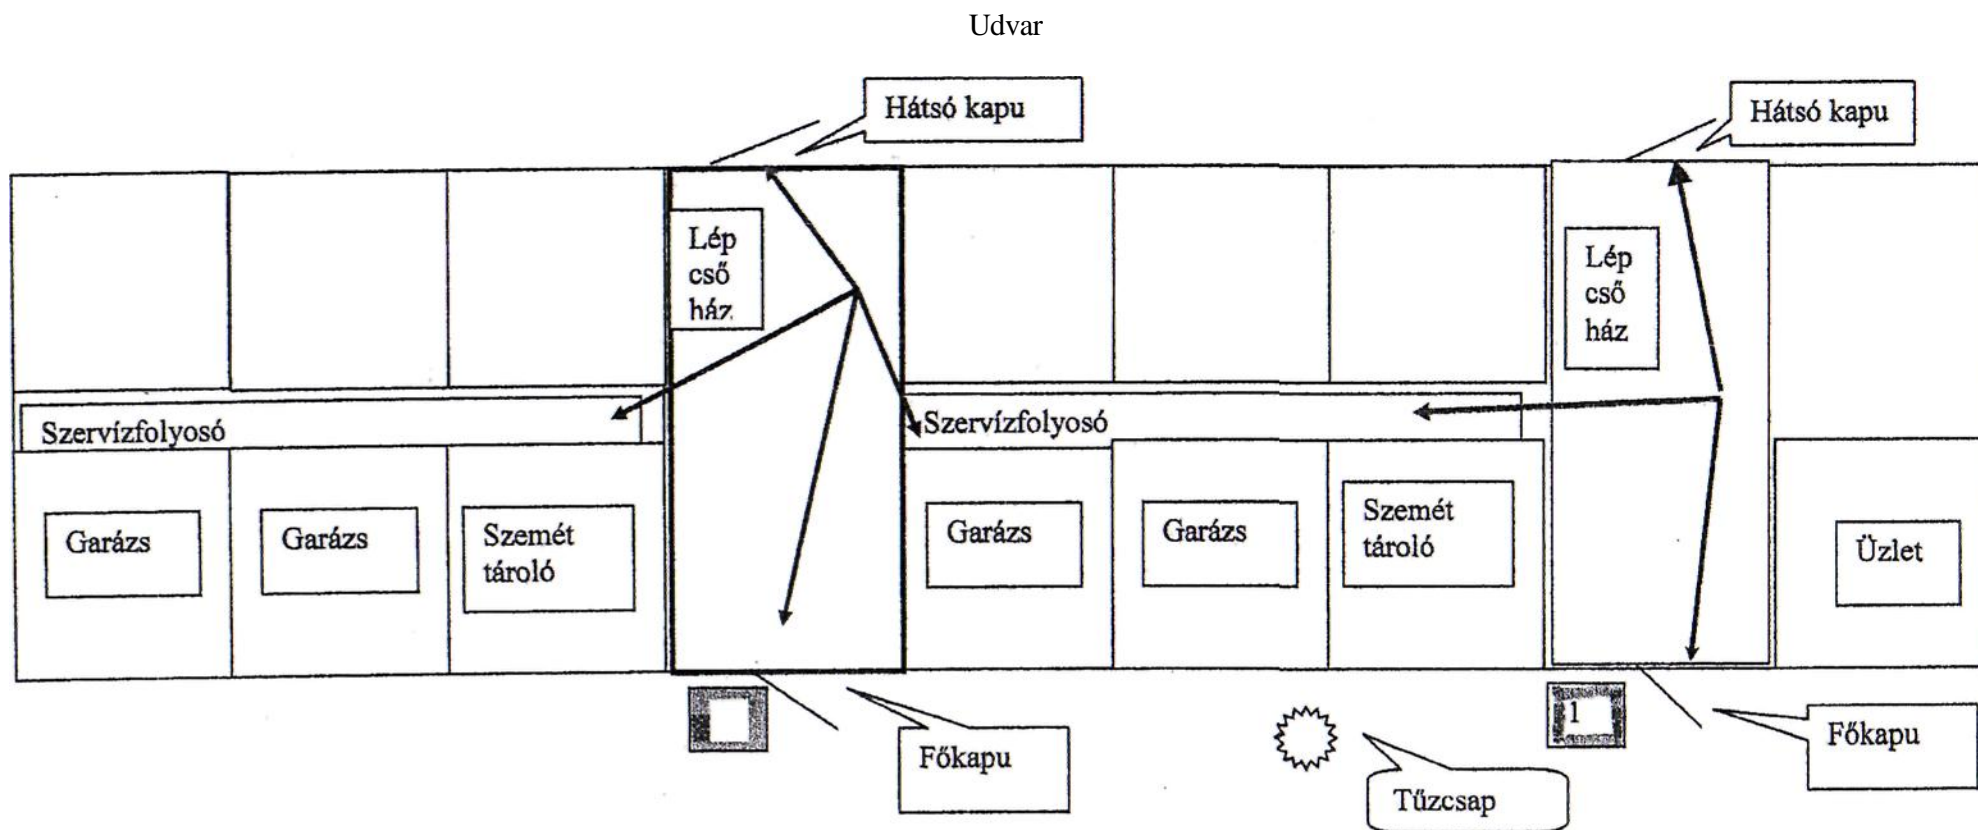 Udvar
Hátsó kapu
Hátsó kapu
Lép
cső
ház
Lép
cső
ház
Szervízfolyosó
Szervízfolyosó
Garázs
Garázs
Szemét
tároló
Garázs
Garázs
Szemét
tároló
Üzlet
1
Főkapu
Tűzcsap
Főkapu